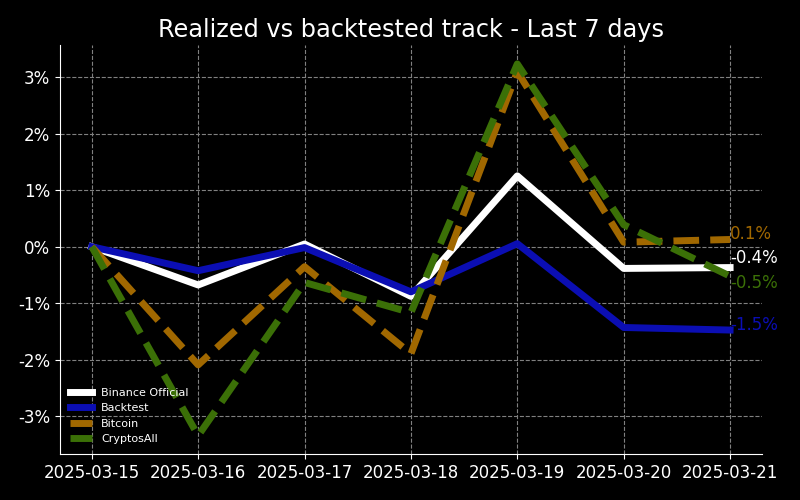 Realized vs backtested track - Last 7 days
3%
2%
1%
0%
-1%
-2%
-3%
0.1%
-0.4%
-0.5%
-1.5%
Binance Official
Backtest
Bitcoin
CryptosAll
2025-03-15 2025-03-16 2025-03-17 2025-03-18 2025-03-19 2025-03-20 2025-03-21